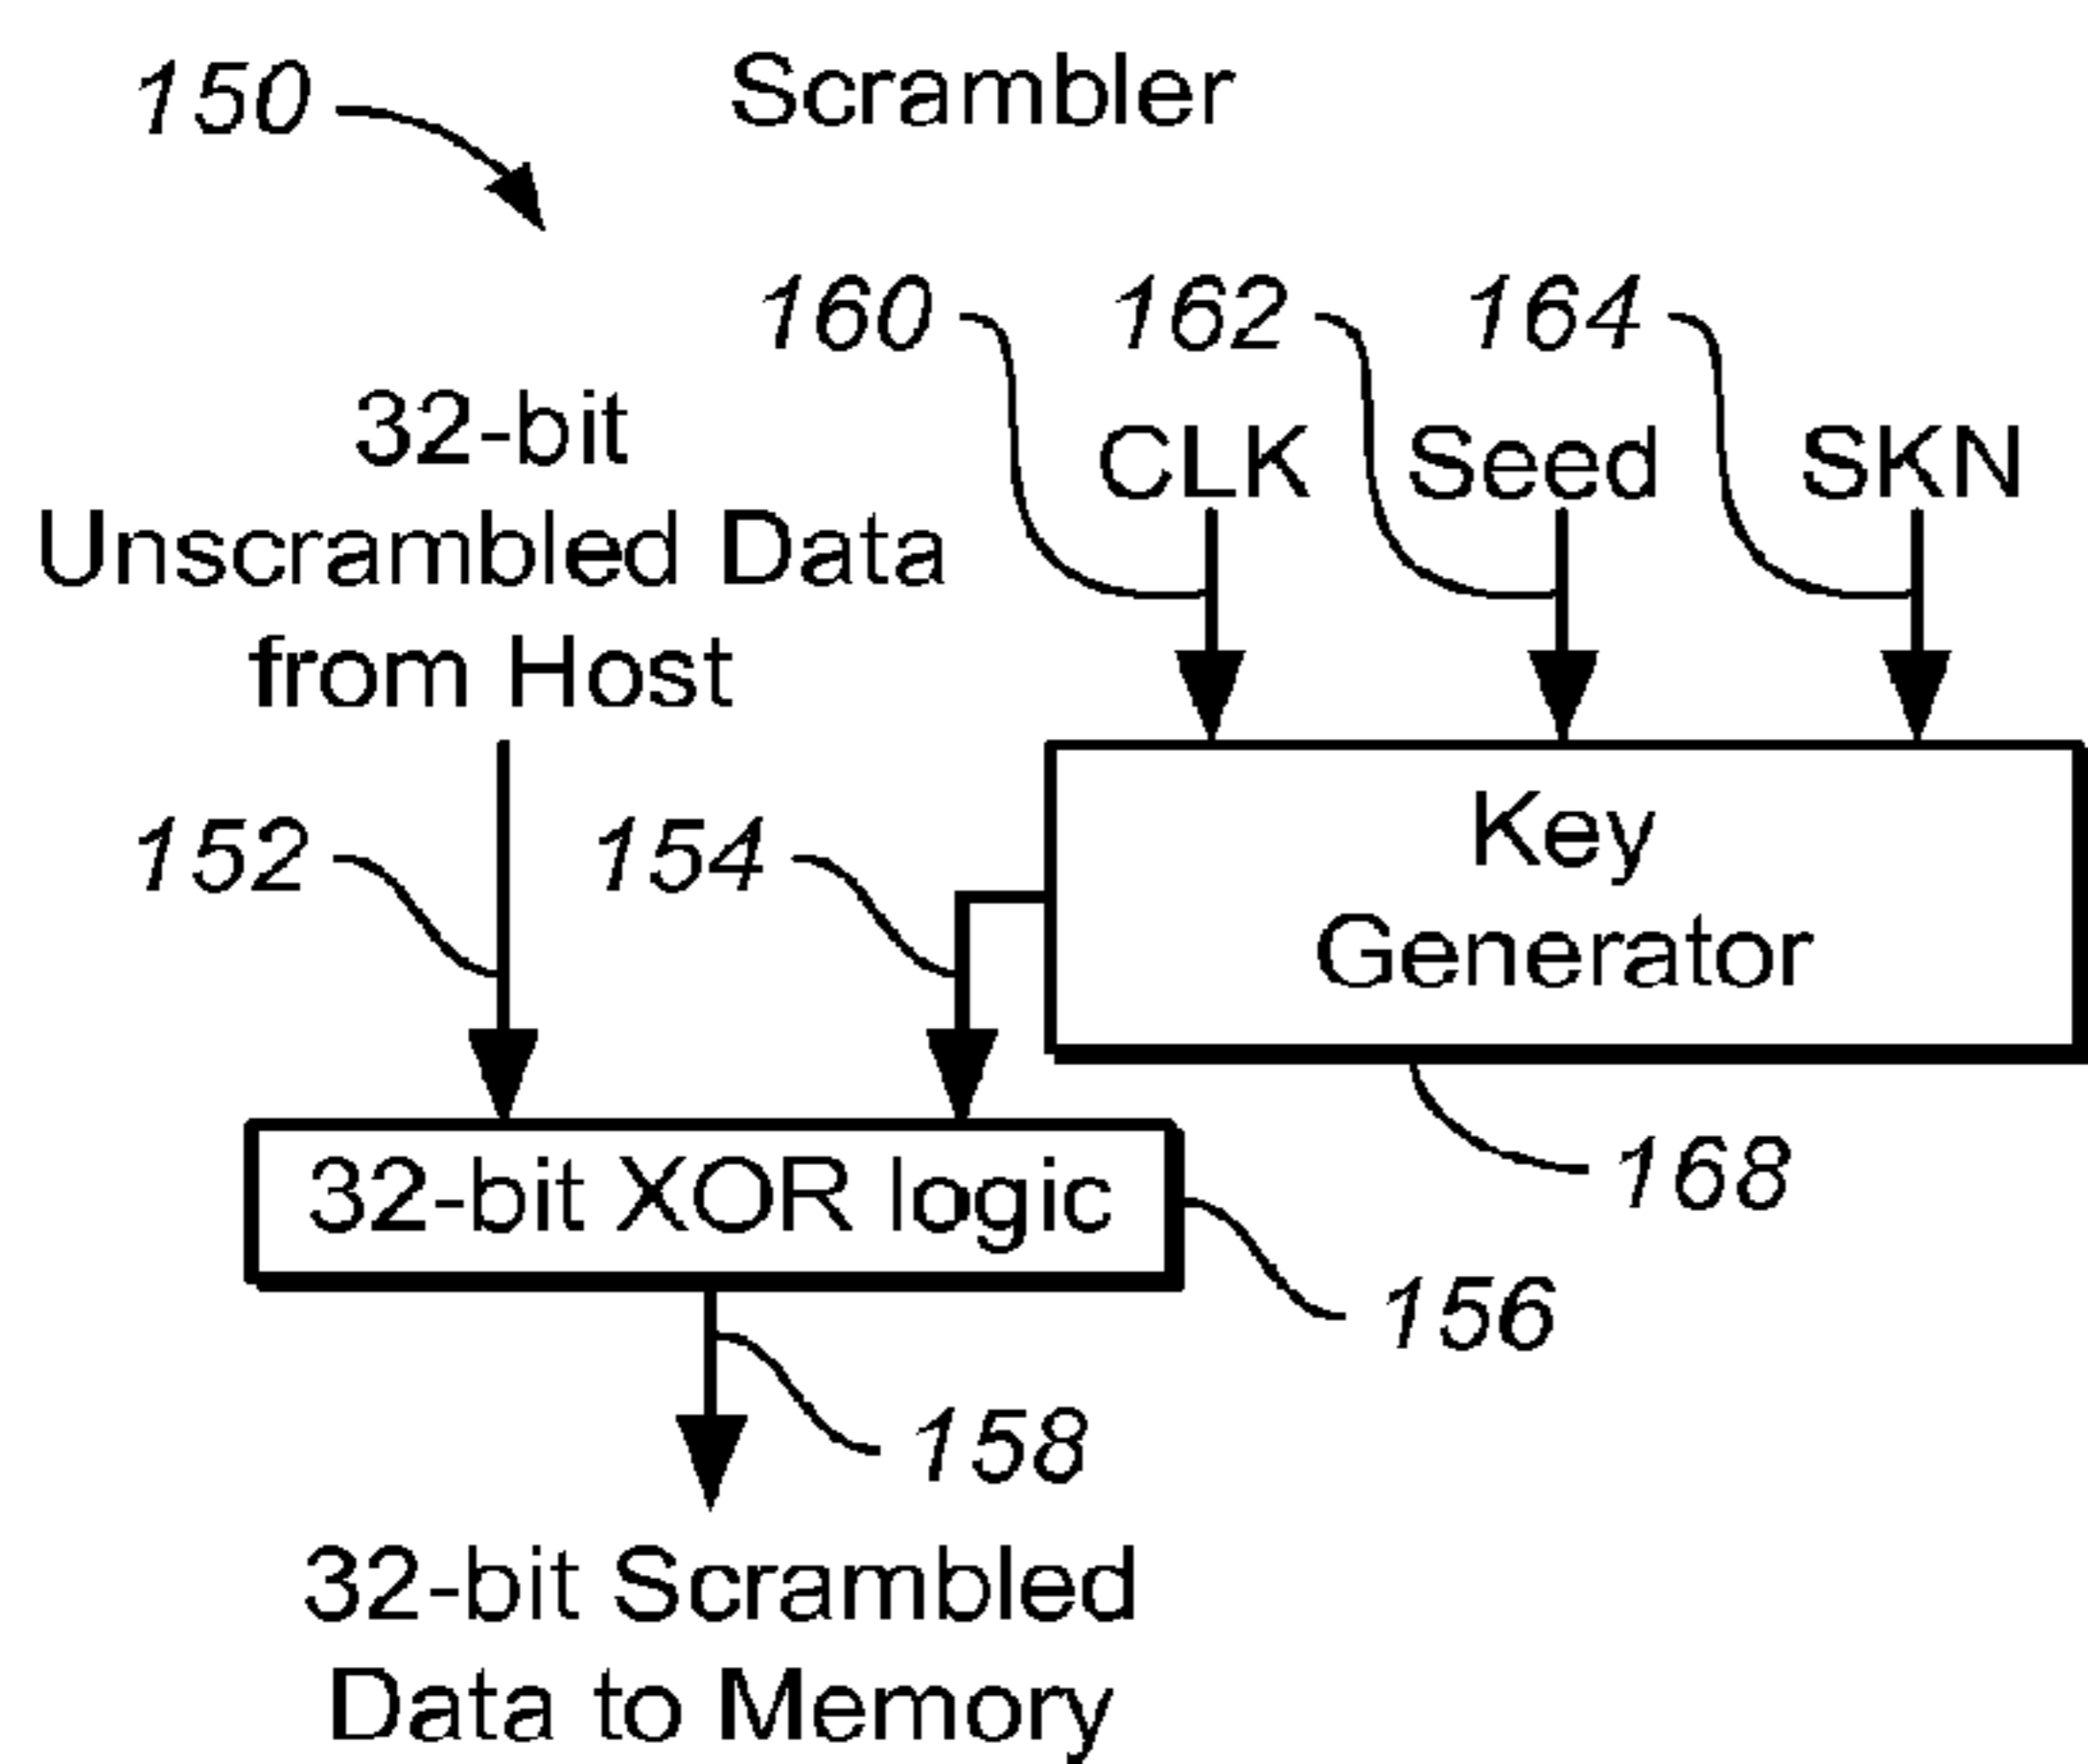 150
Scrambler
160 162 164
32-bit
Unscrambled Data
from Host
CLK Seed SKN
152 154
Key
Generator
32-bit XOR logic
168
156
158
32-bit Scrambled
Data to Memory